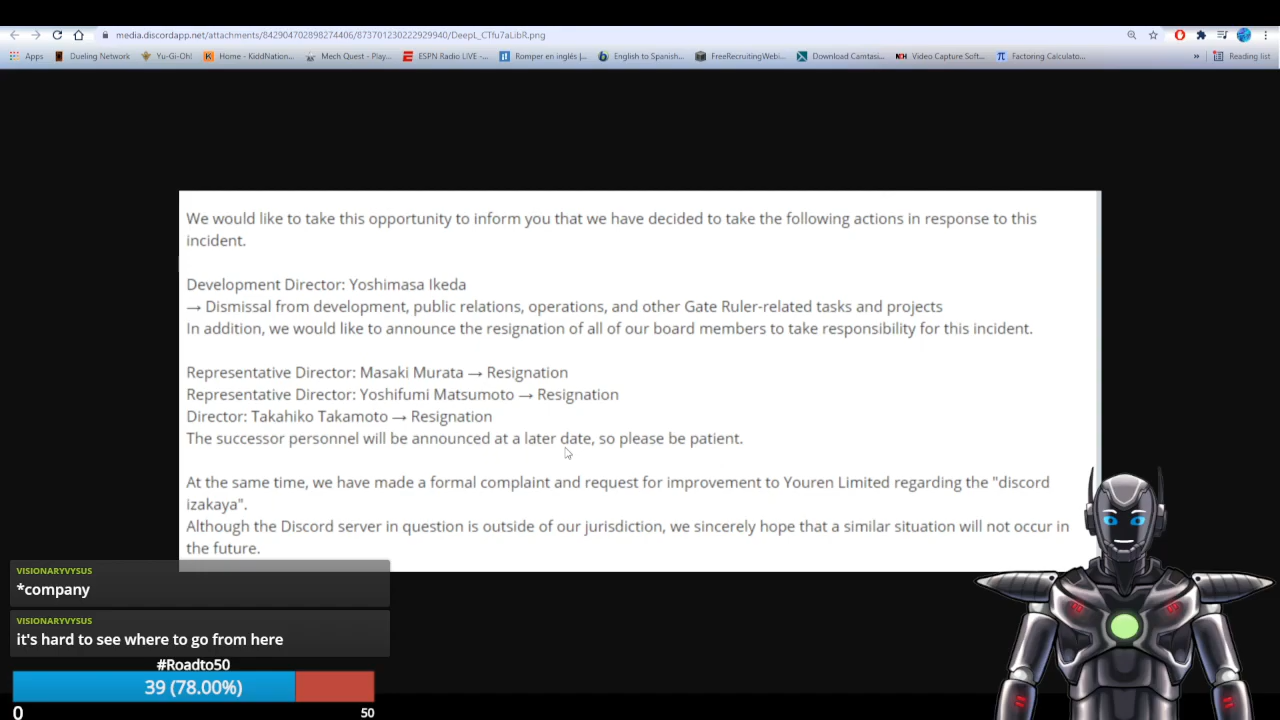 media.discordapp.net/attachments/842904702898274406/873701230222929940/DeepL_CTfu7aLibR.png
Apps
Dueling Network
Yu-Gi-Oh!
Home - KiddNation...
Mech Quest - Play...
ESPN Radio LIVE -...
Romper en inglés |...
English to Spanish...
FreeRecruitingWebi...
Download Camtasi...
Video Capture Soft...
Factoring Calculato...
»
Reading list
We would like to take this opportunity to inform you that we have decided to take the following actions in response to this
incident.
Development Director: Yoshimasa Ikeda
→ Dismissal from development, public relations, operations, and other Gate Ruler-related tasks and projects
In addition, we would like to announce the resignation of all of our board members to take responsibility for this incident.
Representative Director: Masaki Murata → Resignation
Representative Director: Yoshifumi Matsumoto → Resignation
Director: Takahiko Takamoto → Resignation
The successor personnel will be announced at a later date, so please be patient.
At the same time, we have made a formal complaint and request for improvement to Youren Limited regarding the "discord
izakaya".
Although the Discord server in question is outside of our jurisdiction, we sincerely hope that a similar situation will not occur in
the future.
VISIONARYVYSUS
*company
VISIONARYVYSUS
it's hard to see where to go from here
#Roadto50
39 (78.00%)
0
50